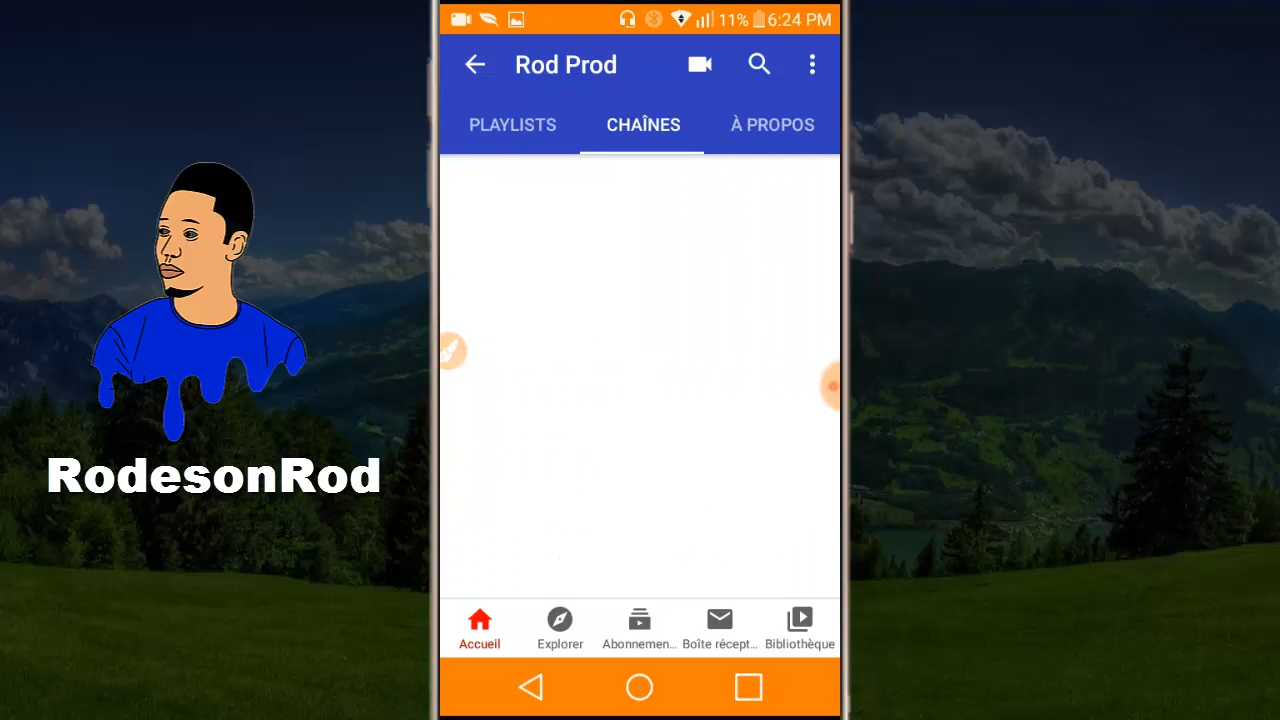 11% 6:24 PM
Rod Prod
PLAYLISTS CHAÎNES À PROPOS
RodesonRod
Accueil Explorer Abonnemen... Boîte récept... Bibliothèque